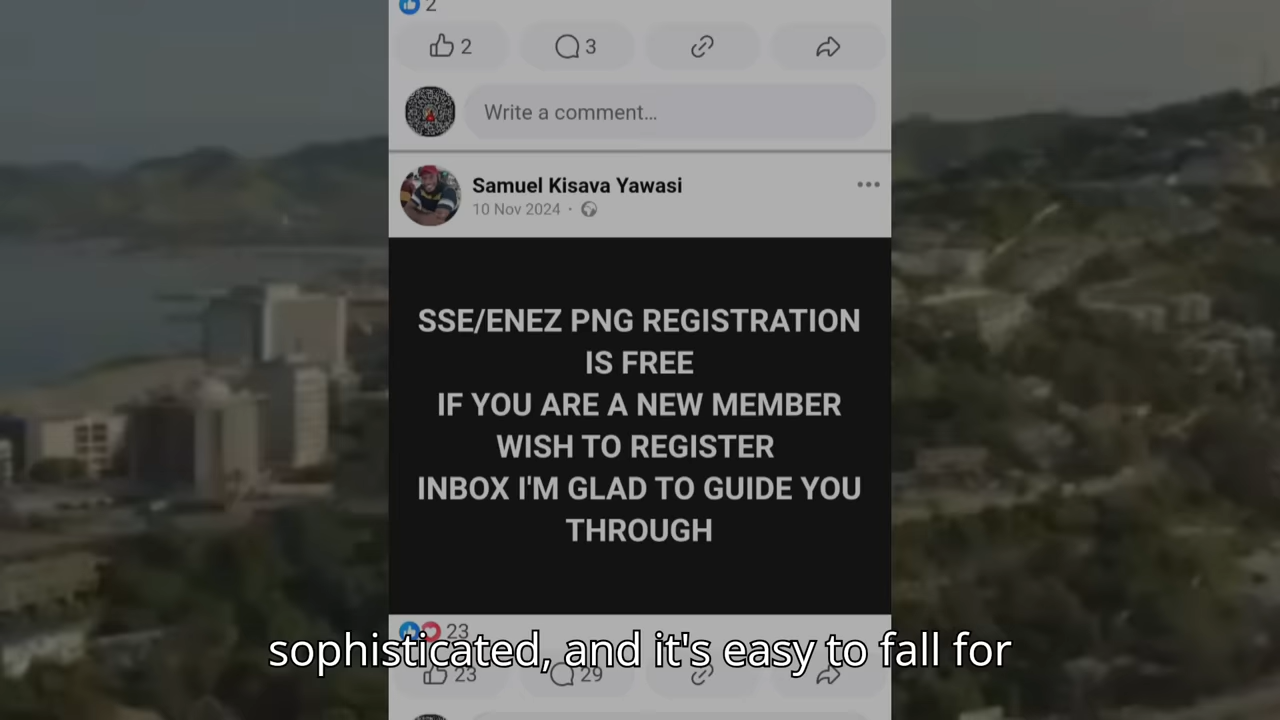 2
2
3
Write a comment...
Samuel Kisava Yawasi
10 Nov 2024 ·
SSE/ENEZ PNG REGISTRATION
IS FREE
IF YOU ARE A NEW MEMBER
WISH TO REGISTER
INBOX I'M GLAD TO GUIDE YOU
THROUGH
23
sophisticated, and it's easy to fall for
23
29